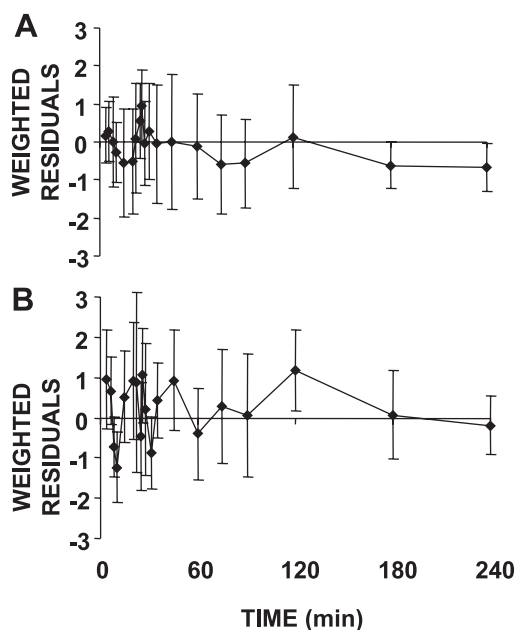 A
WEIGHTED
RESIDUALS
3
2
1
0
-1
-2
-3
B
WEIGHTED
RESIDUALS
3
2
1
0
-1
-2
-3
0 60 120 180 240
TIME (min)